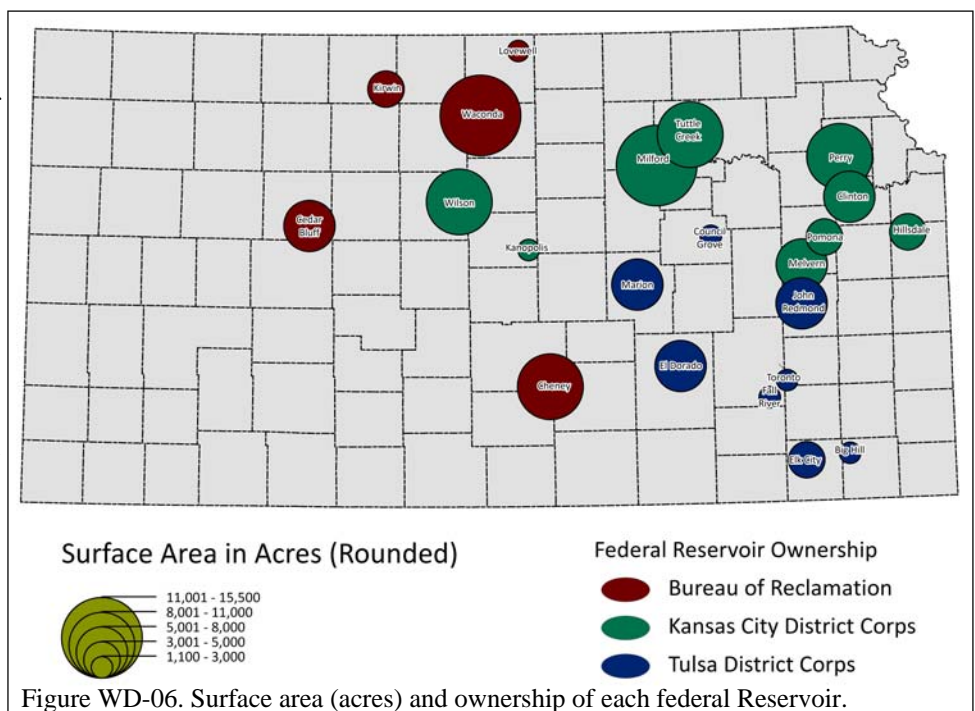 Lovewell
Kirwin
Waconda
Tuttle
Creek
Milford
Perry
Clinton
Wilson
Cedar
Bluff
Council
Grove
Pomona
Hillsdale
Kanopolis
Melvern
Marion
John
Redmond
El Dorado
Cheney
Toronto
Fall
River
Elk City
Big Hill
Surface Area in Acres (Rounded)
11,001 - 15,500
8,001 - 11,000
5,001 - 8,000
3,001 - 5,000
1,100 - 3,000
Federal Reservoir Ownership
Bureau of Reclamation
Kansas City District Corps
Tulsa District Corps
Figure WD-06. Surface area (acres) and ownership of each federal Reservoir.